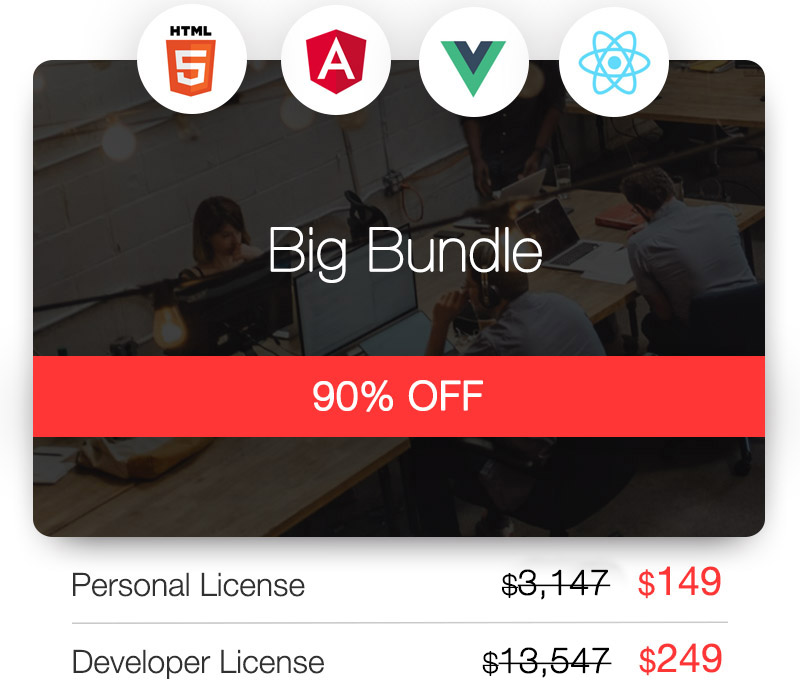 HTML
5
A
Big Bundle
90% OFF
Personal License $3,147 $149
Developer License $13,547 $249